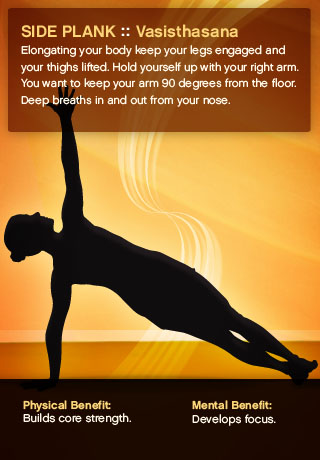 SIDE PLANK :: Vasisthasana
Elongating your body keep your legs engaged and
your thighs lifted. Hold yourself up with your right arm.
You want to keep your arm 90 degrees from the floor.
Deep breaths in and out from your nose.
Physical Benefit:
Builds core strength.
Mental Benefit:
Develops focus.